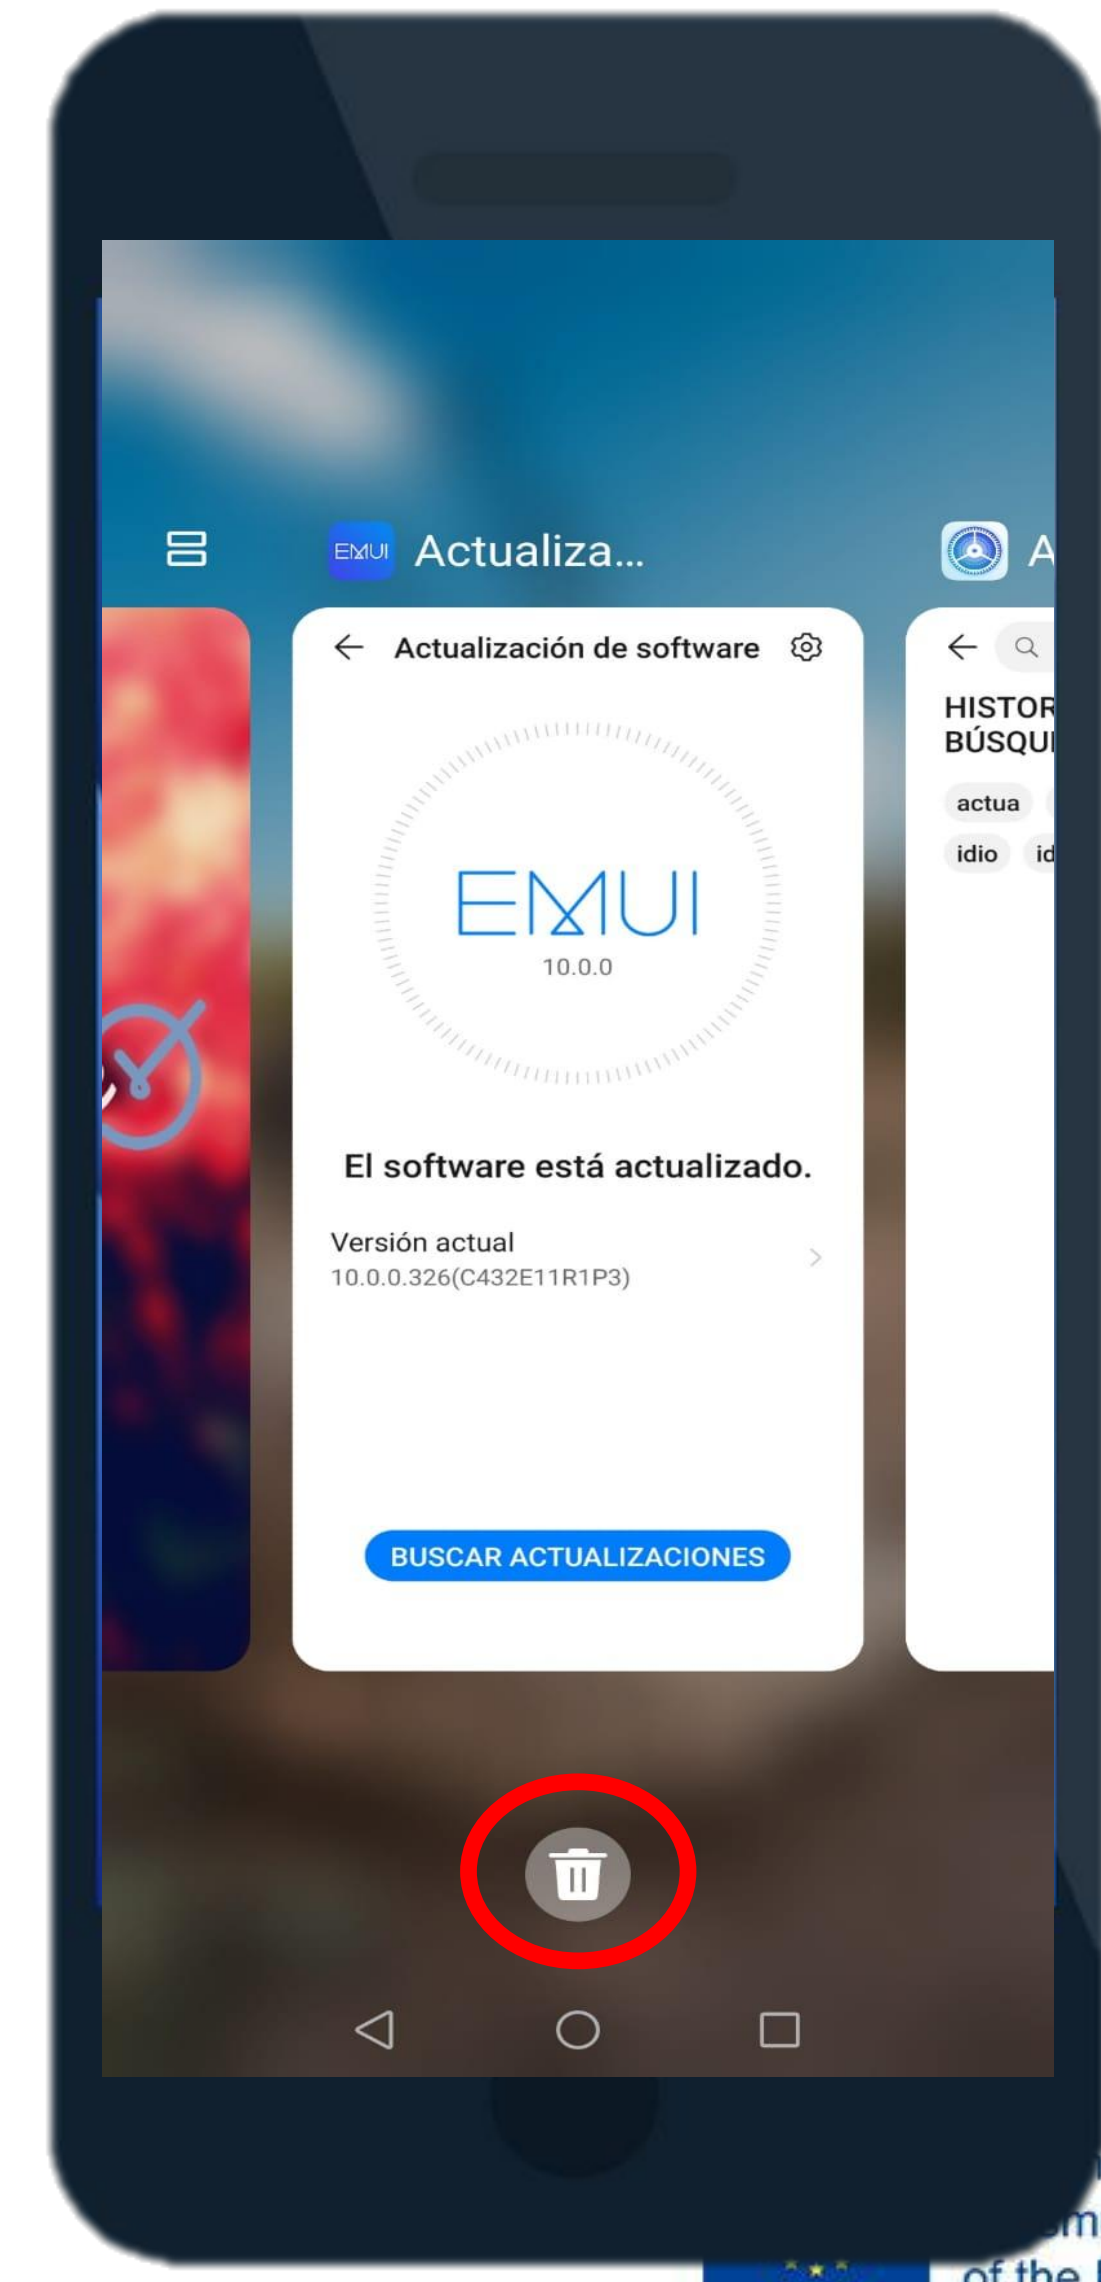 EMUI Actualiza...
A
Actualización de software
HISTOR
BÚSQU
actua
idio id
EMUI
10.0.0
El software está actualizado.
Versión actual
10.0.0.326(C432E11R1P3)
BUSCAR ACTUALIZACIONES
of the